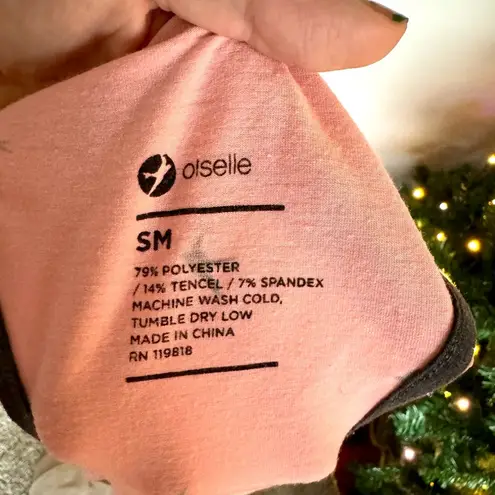 oiselle
SM
79% POLYESTER
/ 14% TENCEL / 7% SPANDEX
MACHINE WASH COLD,
TUMBLE DRY LOW
MADE IN CHINA
RN 119818